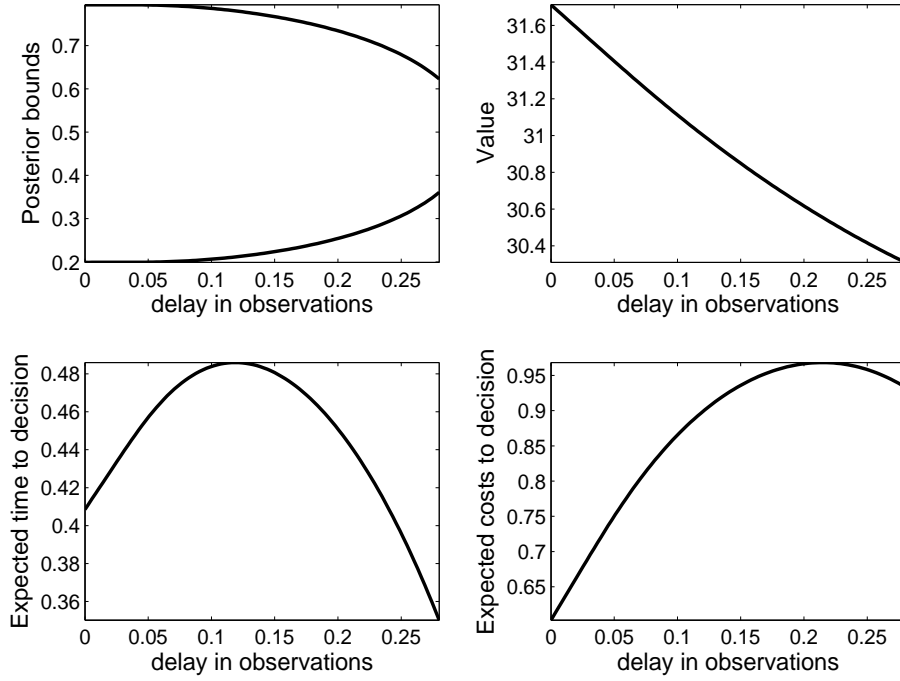 Posterior bounds
0.7
0.6
0.5
0.4
0.3
0.2
0 0.05 0.1 0.15 0.2 0.25
delay in observations
Value
31.6
31.4
31.2
31
30.8
30.6
30.4
0 0.05 0.1 0.15 0.2 0.25
delay in observations
Expected time to decision
0.48
0.46
0.44
0.42
0.4
0.38
0.36
0 0.05 0.1 0.15 0.2 0.25
delay in observations
Expected costs to decision
0.95
0.9
0.85
0.8
0.75
0.7
0.65
0 0.05 0.1 0.15 0.2 0.25
delay in observations